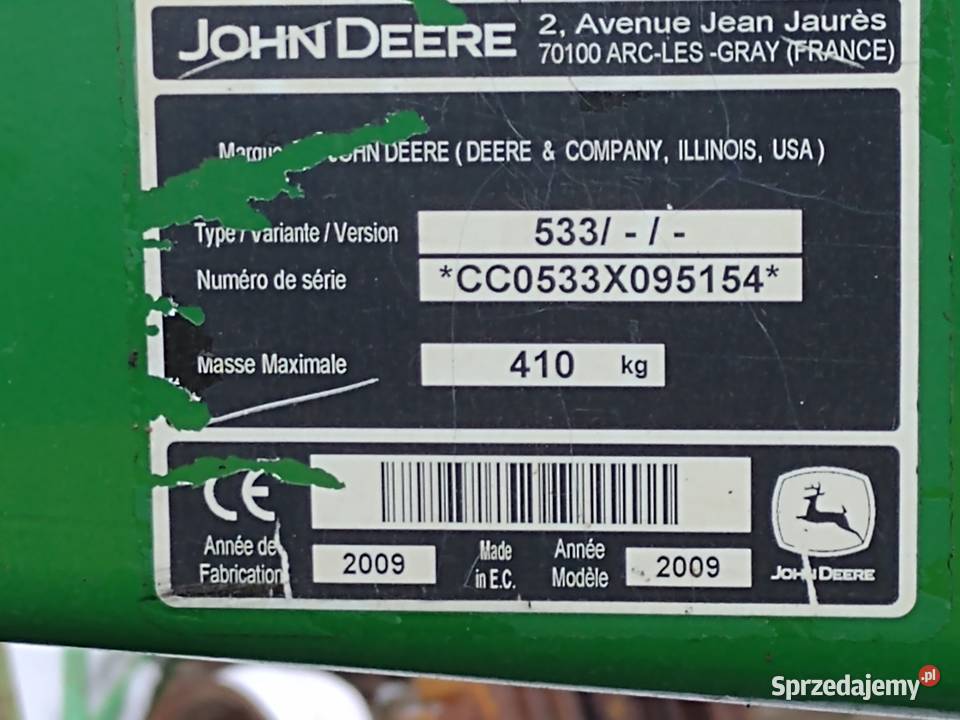 JOHN DEERE
2, Avenue Jean Jaurès
70100 ARC-LES -GRAY (FRANCE)
Marque JOHN DEERE ( DEERE & COMPANY, ILLINOIS, USA )
Type / Variante / Version 533/ - / -
Numéro de série *CC0533X095154*
Masse Maximale 410 kg
CE
Année de Fabrication 2009 Made in E.C. Année Modèle 2009
JOHN DEERE
Sprzedajemy.pl